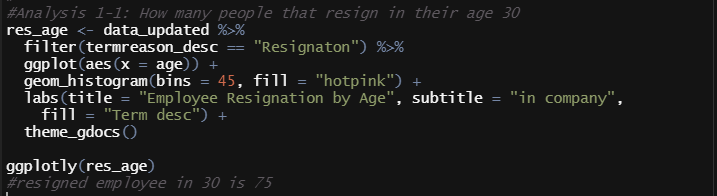 #Analysis 1-1: How many people that resign in their age 30
res_age <- data_updated %>%
  filter(termreason_desc == "Resignaton") %>%
  ggplot(aes(x = age)) +
  geom_histogram(bins = 45, fill = "hotpink") +
  labs(title = "Employee Resignation by Age", subtitle = "in company",
    fill = "Term desc") +
  theme_gdocs()

ggplotly(res_age)
#resigned employee in 30 is 75